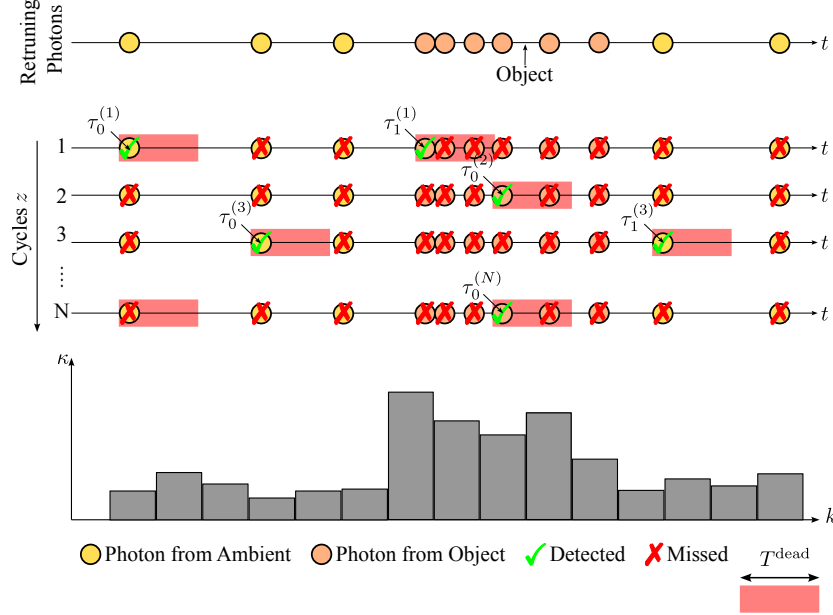 Retruning
Photons
t
Object
Cycles z
τ₀⁽¹⁾
τ₁⁽¹⁾
1
t
τ₀⁽²⁾
2
t
τ₀⁽³⁾
τ₁⁽³⁾
3
t
.....
τ₀⁽ᴺ⁾
N
t
κ
k
Photon from Ambient
Photon from Object
Detected
Missed
T^dead